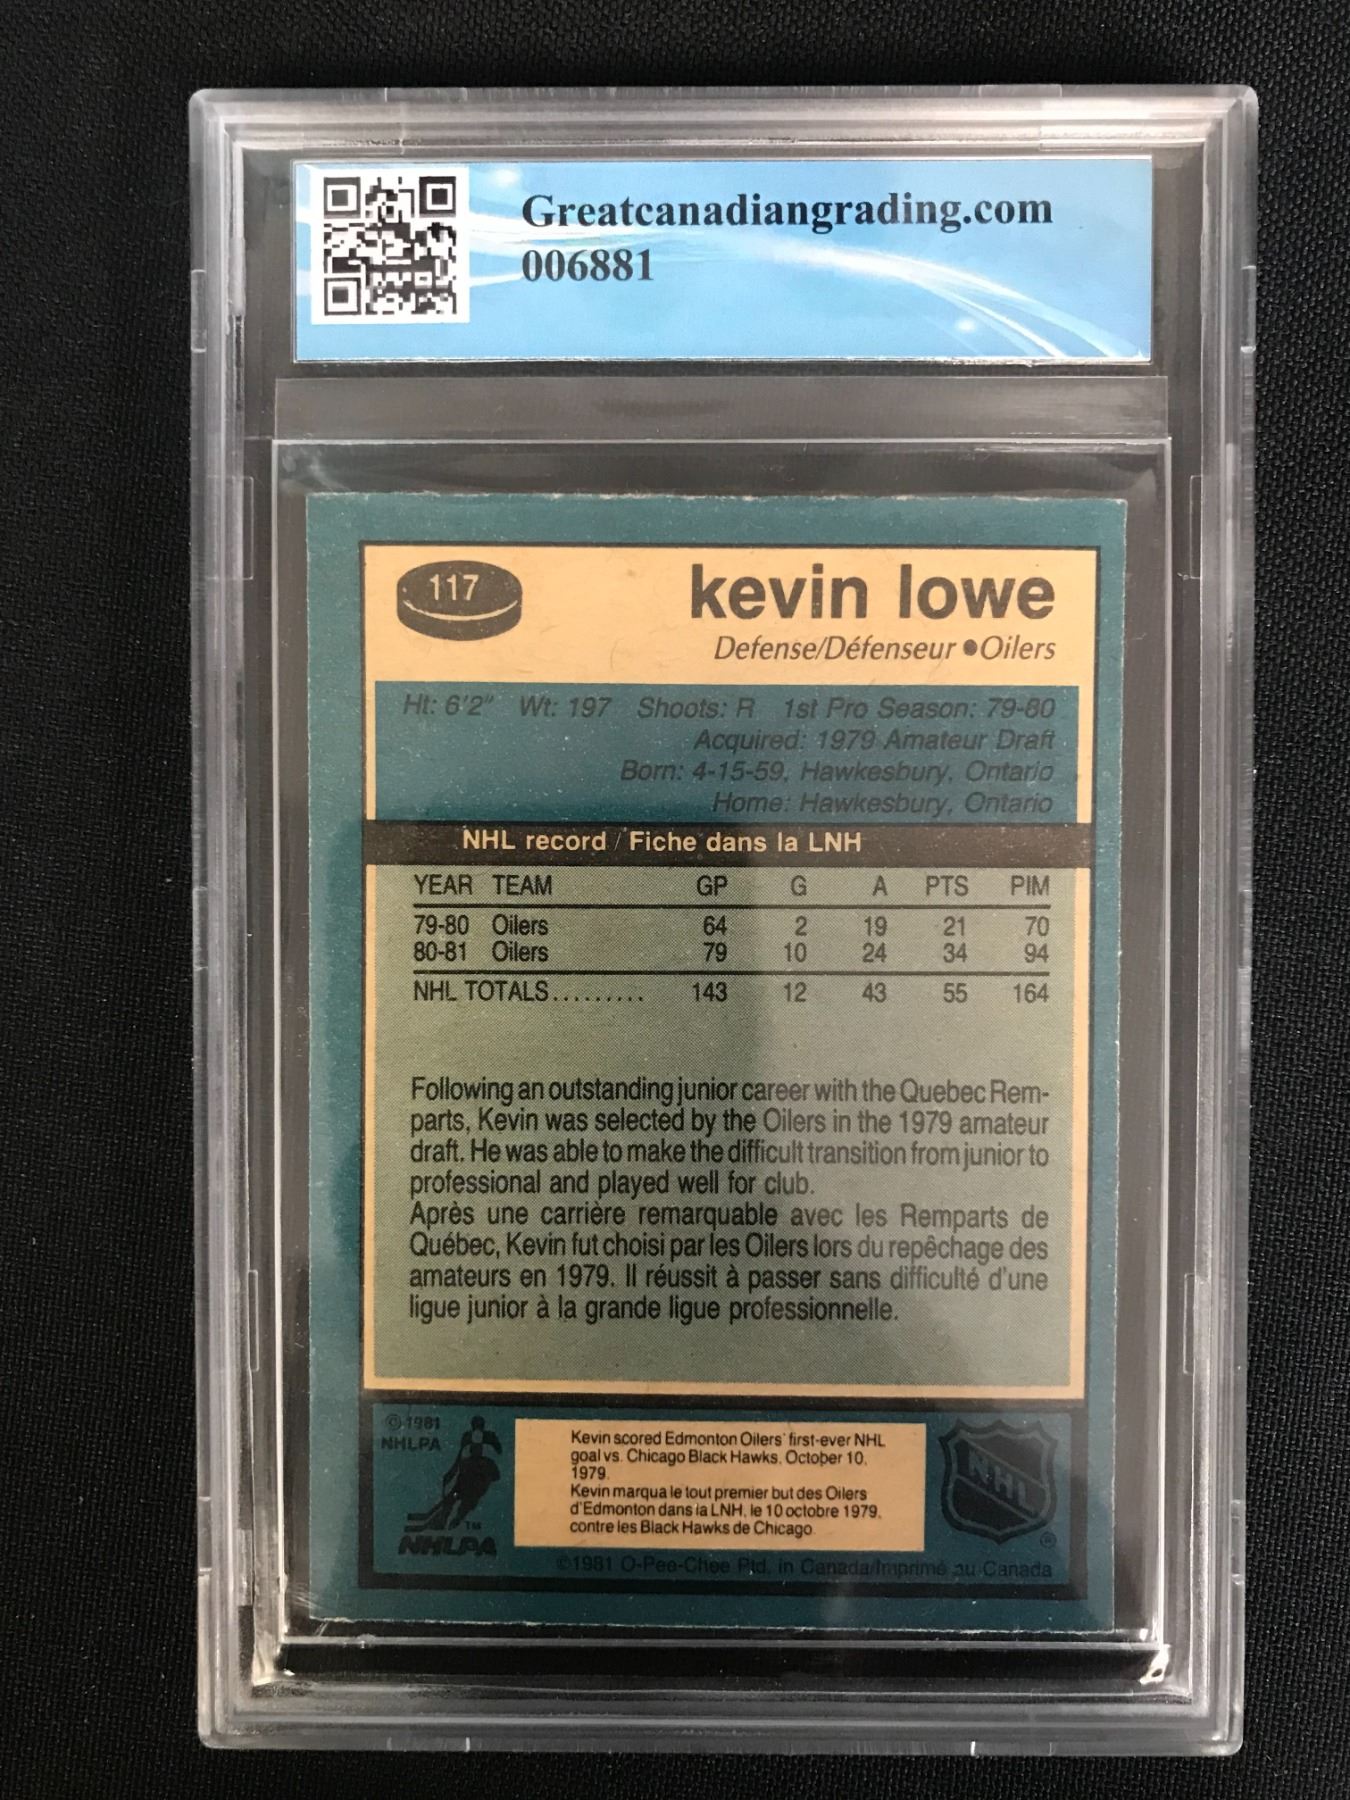 Greatcanadiangrading.com
006881
117
kevin lowe
Defense/Défenseur ● Oilers
Ht: 6'2" Wt: 197 Shoots: R 1st Pro Season: 79-80
Acquired: 1979 Amateur Draft
Born: 4-15-59, Hawkesbury, Ontario
Home: Hawkesbury, Ontario
NHL record / Fiche dans la LNH
YEAR TEAM GP G A PTS PIM
79-80 Oilers 64 2 19 21 70
80-81 Oilers 79 10 24 34 94
NHL TOTALS......... 143 12 43 55 164
Following an outstanding junior career with the Quebec Rem-
parts, Kevin was selected by the Oilers in the 1979 amateur
draft. He was able to make the difficult transition from junior to
professional and played well for club.
Après une carrière remarquable avec les Remparts de
Québec, Kevin fut choisi par les Oilers lors du repêchage des
amateurs en 1979. Il réussit à passer sans difficulté d'une
ligue junior à la grande ligue professionnelle.
© 1981
NHLPA
TM
NHLPA
Kevin scored Edmonton Oilers' first-ever NHL
goal vs. Chicago Black Hawks, October 10,
1979.
Kevin marqua le tout premier but des Oilers
d'Edmonton dans la LNH, le 10 octobre 1979,
contre les Black Hawks de Chicago.
NHL
®
©1981 O-Pee-Chee Ptd. in Canada/Imprimé au Canada